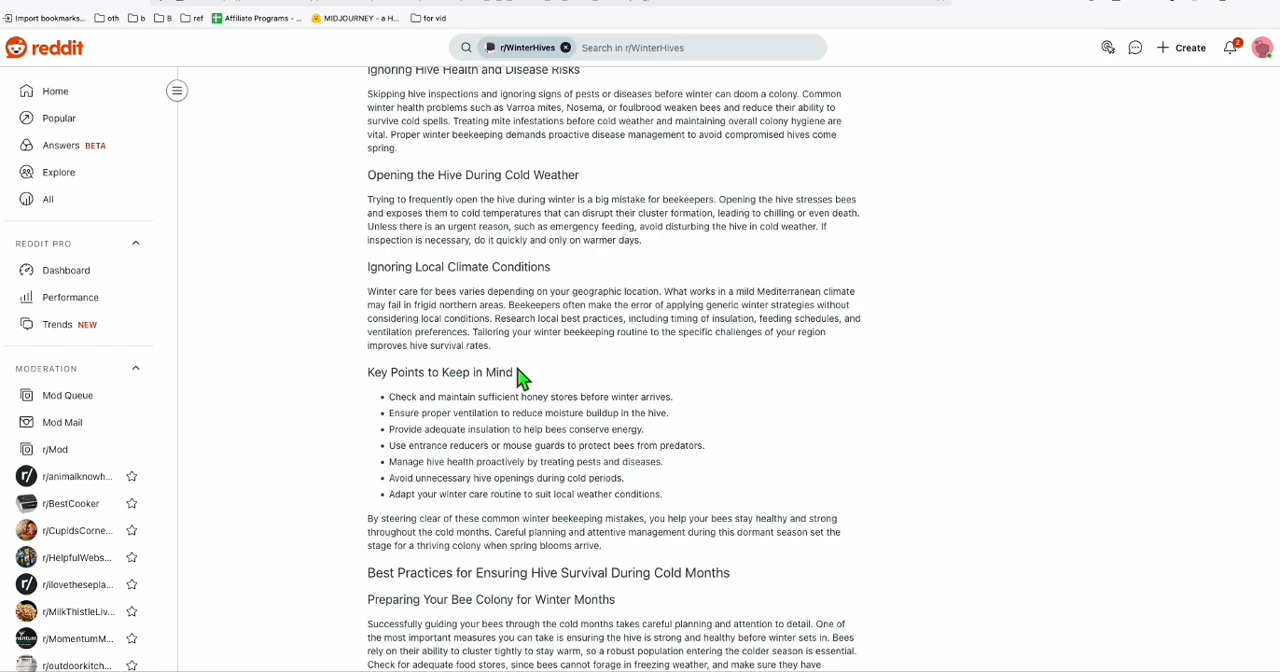 Import bookmarks...
oth
b
B
ref
Affiliate Programs - ...
MIDJOURNEY - a H...
for vid
reddit
r/WinterHives
Search in r/WinterHives
Create
2
Home
Popular
Answers BETA
Explore
All
REDDIT PRO
Dashboard
Performance
Trends NEW
MODERATION
Mod Queue
Mod Mail
r/Mod
r/animalknowh...
r/BestCooker
r/CupidsCorne...
r/HelpfulWebs...
r/ilovethesepla...
r/MilkThistleLiv...
r/MomentumM...
r/outdoorkitch...
Ignoring Hive Health and Disease Risks
Skipping hive inspections and ignoring signs of pests or diseases before winter can doom a colony. Common
winter health problems such as Varroa mites, Nosema, or foulbrood weaken bees and reduce their ability to
survive cold spells. Treating mite infestations before cold weather and maintaining overall colony hygiene are
vital. Proper winter beekeeping demands proactive disease management to avoid compromised hives come
spring.
Opening the Hive During Cold Weather
Trying to frequently open the hive during winter is a big mistake for beekeepers. Opening the hive stresses bees
and exposes them to cold temperatures that can disrupt their cluster formation, leading to chilling or even death.
Unless there is an urgent reason, such as emergency feeding, avoid disturbing the hive in cold weather. If
inspection is necessary, do it quickly and only on warmer days.
Ignoring Local Climate Conditions
Winter care for bees varies depending on your geographic location. What works in a mild Mediterranean climate
may fail in frigid northern areas. Beekeepers often make the error of applying generic winter strategies without
considering local conditions. Research local best practices, including timing of insulation, feeding schedules, and
ventilation preferences. Tailoring your winter beekeeping routine to the specific challenges of your region
improves hive survival rates.
Key Points to Keep in Mind
• Check and maintain sufficient honey stores before winter arrives.
• Ensure proper ventilation to reduce moisture buildup in the hive.
• Provide adequate insulation to help bees conserve energy.
• Use entrance reducers or mouse guards to protect bees from predators.
• Manage hive health proactively by treating pests and diseases.
• Avoid unnecessary hive openings during cold periods.
• Adapt your winter care routine to suit local weather conditions.
By steering clear of these common winter beekeeping mistakes, you help your bees stay healthy and strong
throughout the cold months. Careful planning and attentive management during this dormant season set the
stage for a thriving colony when spring blooms arrive.
Best Practices for Ensuring Hive Survival During Cold Months
Preparing Your Bee Colony for Winter Months
Successfully guiding your bees through the cold months takes careful planning and attention to detail. One of
the most important measures you can take is ensuring the hive is strong and healthy before winter sets in. Bees
rely on their ability to cluster tightly to stay warm, so a robust population entering the colder season is essential.
Check for adequate food stores, since bees cannot forage in freezing weather, and make sure they have